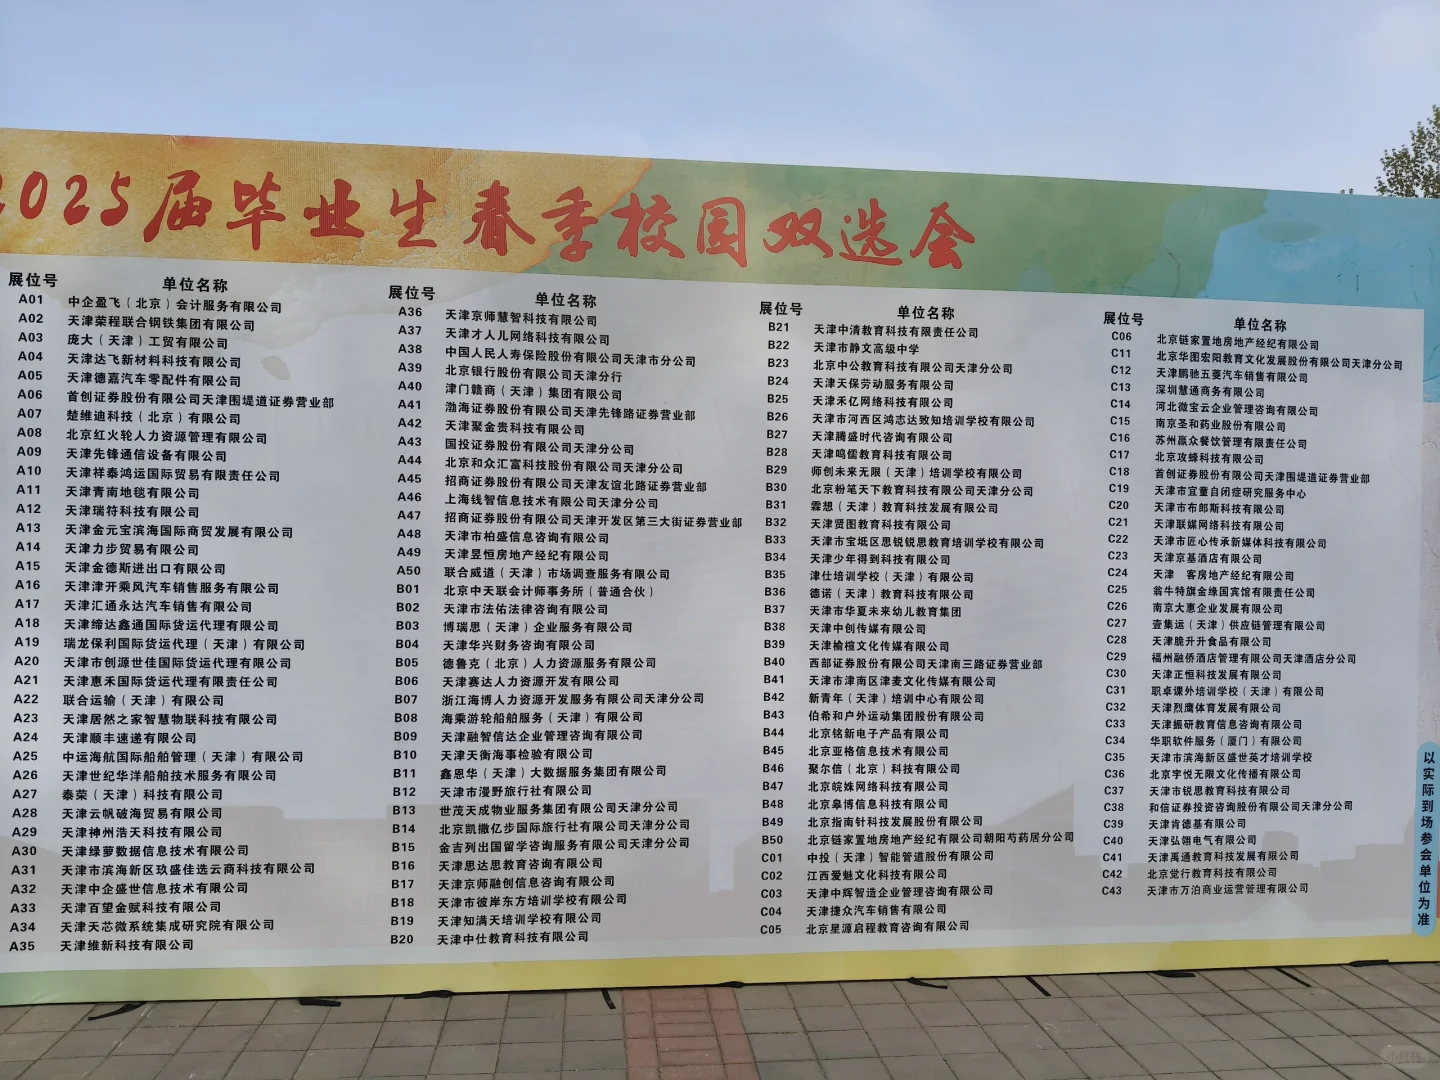 2025届毕业生春季校园双选会
展位号 单位名称
A01 中企盈飞（北京）会计服务有限公司
A02 天津荣程联合钢铁集团有限公司
A03 庞大（天津）工贸有限公司
A04 天津达飞新材料科技有限公司
A05 天津德嘉汽车零配件有限公司
A06 首创证券股份有限公司天津围堤道证券营业部
A07 楚维迪科技（北京）有限公司
A08 北京红火轮人力资源管理有限公司
A09 天津先锋通信设备有限公司
A10 天津祥泰鸿运国际贸易有限责任公司
A11 天津青南地毯有限公司
A12 天津瑞符科技有限公司
A13 天津金元宝滨海国际商贸发展有限公司
A14 天津力步贸易有限公司
A15 天津金德斯进出口有限公司
A16 天津津开乘风汽车销售服务有限公司
A17 天津汇通永达汽车销售有限公司
A18 天津缔达鑫通国际货运代理有限公司
A19 瑞龙保利国际货运代理（天津）有限公司
A20 天津市创源世佳国际货运代理有限公司
A21 天津惠禾国际货运代理有限责任公司
A22 联合运输（天津）有限公司
A23 天津居然之家智慧物联科技有限公司
A24 天津顺丰速递有限公司
A25 中运海航国际船舶管理（天津）有限公司
A26 天津世纪华洋船舶技术服务有限公司
A27 泰荣（天津）科技有限公司
A28 天津云帆破海贸易有限公司
A29 天津神州浩天科技有限公司
A30 天津绿萝数据信息技术有限公司
A31 天津市滨海新区玖盛佳选云商科技有限公司
A32 天津中企盛世信息技术有限公司
A33 天津百望金赋科技有限公司
A34 天津天芯微系统集成研究院有限公司
A35 天津维新科技有限公司
展位号 单位名称
A36 天津京师慧智科技有限公司
A37 天津才人儿网络科技有限公司
A38 中国人民人寿保险股份有限公司天津市分公司
A39 北京银行股份有限公司天津分行
A40 津门赣商（天津）集团有限公司
A41 渤海证券股份有限公司天津先锋路证券营业部
A42 天津聚金贵科技有限公司
A43 国投证券股份有限公司天津分公司
A44 北京和众汇富科技股份有限公司天津分公司
A45 招商证券股份有限公司天津友谊北路证券营业部
A46 上海钱智信息技术有限公司天津分公司
A47 招商证券股份有限公司天津开发区第三大街证券营业部
A48 天津市柏盛信息咨询有限公司
A49 天津昱恒房地产经纪有限公司
A50 联合威道（天津）市场调查服务有限公司
B01 北京中天联会计师事务所（普通合伙）
B02 天津市法佑法律咨询有限公司
B03 博瑞思（天津）企业服务有限公司
B04 天津华兴财务咨询有限公司
B05 德鲁克（北京）人力资源服务有限公司
B06 天津赛达人力资源开发有限公司
B07 浙江海博人力资源开发服务有限公司天津分公司
B08 海乘游轮船舶服务（天津）有限公司
B09 天津融智信达企业管理咨询有限公司
B10 天津天衡海事检验有限公司
B11 鑫恩华（天津）大数据服务集团有限公司
B12 天津市漫野旅行社有限公司
B13 世茂天成物业服务集团有限公司天津分公司
B14 北京凯撒亿步国际旅行社有限公司天津分公司
B15 金吉列出国留学咨询服务有限公司天津分公司
B16 天津思达思教育咨询有限公司
B17 天津京师融创信息咨询有限公司
B18 天津市彼岸东方培训学校有限公司
B19 天津知满天培训学校有限公司
B20 天津中仕教育科技有限公司
展位号 单位名称
B21 天津中清教育科技有限责任公司
B22 天津市静文高级中学
B23 北京中公教育科技有限公司天津分公司
B24 天津天保劳动服务有限公司
B25 天津禾亿网络科技有限公司
B26 天津市河西区鸿志达致知培训学校有限公司
B27 天津腾盛时代咨询有限公司
B28 天津鸣儒教育科技有限公司
B29 师创未来无限（天津）培训学校有限公司
B30 北京粉笔天下教育科技有限公司天津分公司
B31 霖想（天津）教育科技发展有限公司
B32 天津贤图教育科技有限公司
B33 天津市宝坻区思锐锐思教育培训学校有限公司
B34 天津少年得到科技有限公司
B35 津仕培训学校（天津）有限公司
B36 德诺（天津）教育科技有限公司
B37 天津市华夏未来幼儿教育集团
B38 天津中创传媒有限公司
B39 天津榆檀文化传媒有限公司
B40 西部证券股份有限公司天津南三路证券营业部
B41 天津市津南区津麦文化传媒有限公司
B42 新青年（天津）培训中心有限公司
B43 伯希和户外运动集团股份有限公司
B44 北京铭新电子产品有限公司
B45 北京亚格信息技术有限公司
B46 聚尔信（北京）科技有限公司
B47 北京皖姝网络科技有限公司
B48 北京皋博信息科技有限公司
B49 北京指南针科技发展股份有限公司
B50 北京链家置地房地产经纪有限公司朝阳芍药居分公司
C01 中投（天津）智能管道股份有限公司
C02 江西爱魅文化科技有限公司
C03 天津中辉智造企业管理咨询有限公司
C04 天津捷众汽车销售有限公司
C05 北京星源启程教育咨询有限公司
展位号 单位名称
C06 北京链家置地房地产经纪有限公司
C11 北京华图宏阳教育文化发展股份有限公司天津分公司
C12 天津鹏驰五菱汽车销售有限公司
C13 深圳慧通商务有限公司
C14 河北微宝云企业管理咨询有限公司
C15 南京圣和药业股份有限公司
C16 苏州赢众餐饮管理有限责任公司
C17 北京攻蜂科技有限公司
C18 首创证券股份有限公司天津围堤道证券营业部
C19 天津市宜童自闭症研究服务中心
C20 天津市布郎斯科技有限公司
C21 天津联媒网络科技有限公司
C22 天津市匠心传承新媒体科技有限公司
C23 天津京基酒店有限公司
C24 天津 客房地产经纪有限公司
C25 翁牛特旗金缘国宾馆有限责任公司
C26 南京大惠企业发展有限公司
C27 壹集运（天津）供应链管理有限公司
C28 天津脆升升食品有限公司
C29 福州融侨酒店管理有限公司天津酒店分公司
C30 天津正恒科技发展有限公司
C31 职卓课外培训学校（天津）有限公司
C32 天津烈鹰体育发展有限公司
C33 天津振研教育信息咨询有限公司
C34 华职软件服务（厦门）有限公司
C35 天津市滨海新区盛世英才培训学校
C36 北京宇悦无限文化传播有限公司
C37 天津市锐思教育科技有限公司
C38 和信证券投资咨询股份有限公司天津分公司
C39 天津肯德基有限公司
C40 天津弘翎电气有限公司
C41 天津禹通教育科技发展有限公司
C42 北京觉行教育科技有限公司
C43 天津市万泊商业运营管理有限公司
以实际到场参会单位为准
小红书